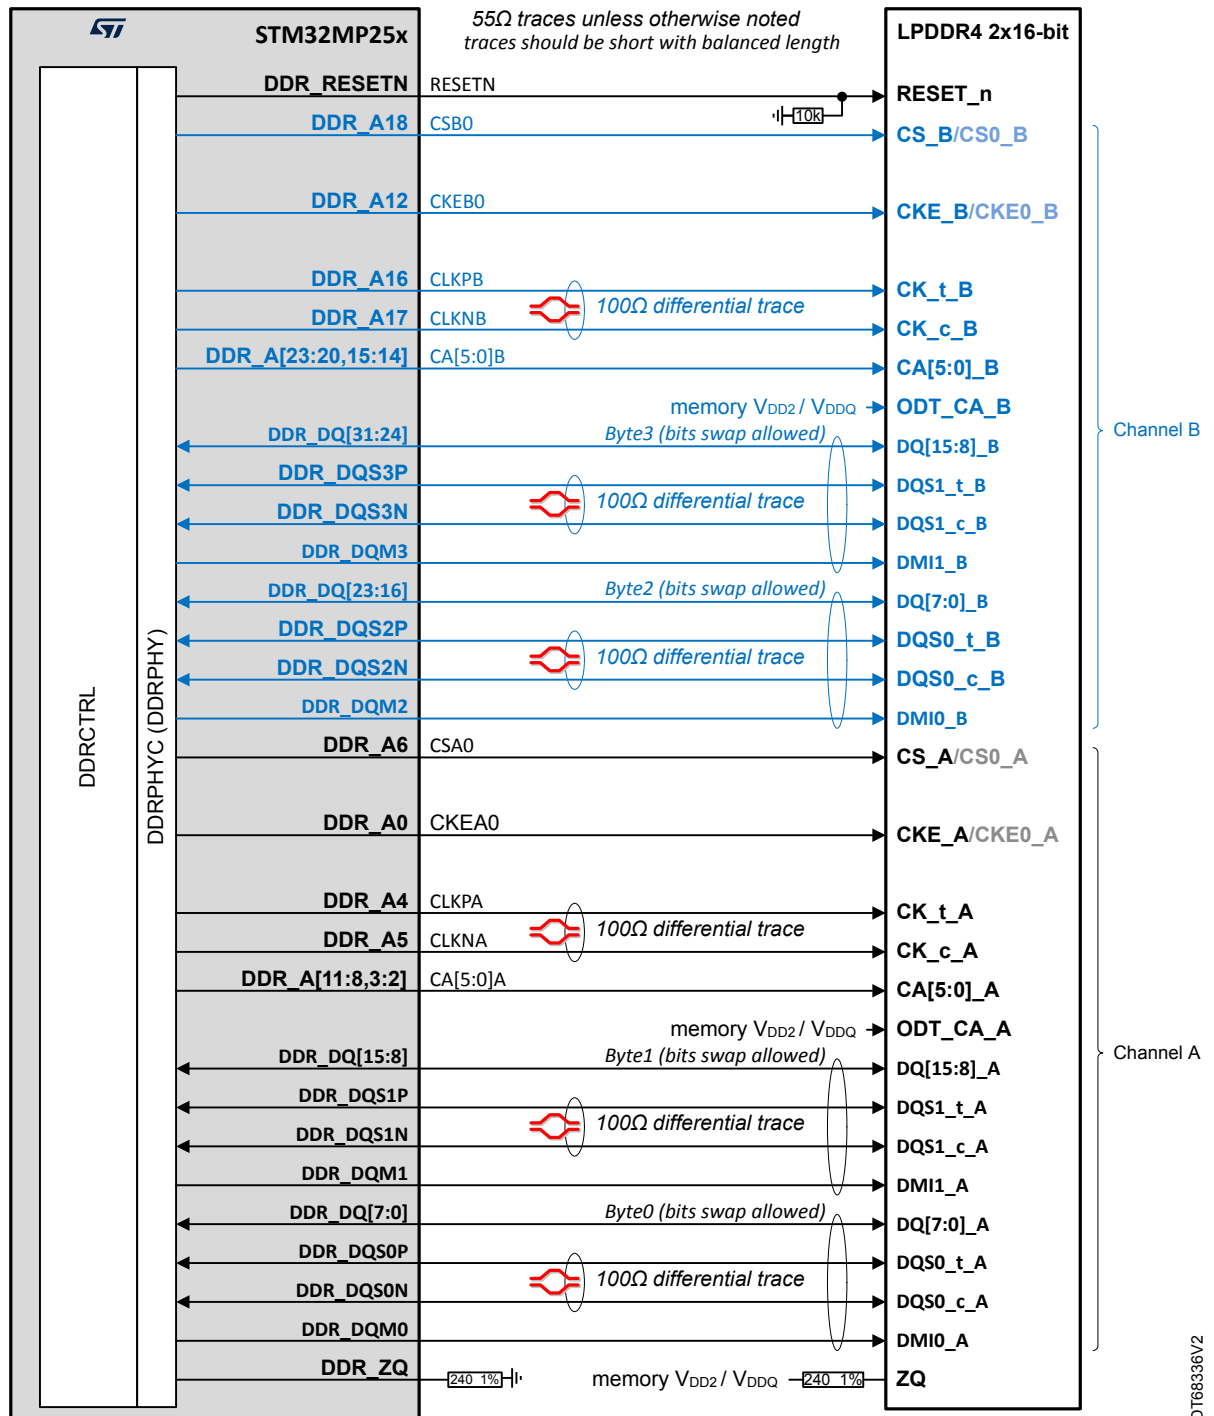 STM32MP25x
55Ω traces unless otherwise noted
traces should be short with balanced length
LPDDR4 2x16-bit
DDRCTRL
DDRPHYC (DDRPHY)
DDR_RESETN RESETN RESET_n
10k
DDR_A18 CSB0 CS_B/CS0_B
DDR_A12 CKEB0 CKE_B/CKE0_B
DDR_A16 CLKPB CK_t_B
100Ω differential trace
DDR_A17 CLKNB CK_c_B
DDR_A[23:20,15:14] CA[5:0]B CA[5:0]_B
memory VDD2 / VDDQ ODT_CA_B
Channel B
DDR_DQ[31:24] Byte3 (bits swap allowed) DQ[15:8]_B
DDR_DQS3P DQS1_t_B
100Ω differential trace
DDR_DQS3N DQS1_c_B
DDR_DQM3 DMI1_B
DDR_DQ[23:16] Byte2 (bits swap allowed) DQ[7:0]_B
DDR_DQS2P DQS0_t_B
100Ω differential trace
DDR_DQS2N DQS0_c_B
DDR_DQM2 DMI0_B
DDR_A6 CSA0 CS_A/CS0_A
DDR_A0 CKEA0 CKE_A/CKE0_A
DDR_A4 CLKPA CK_t_A
100Ω differential trace
DDR_A5 CLKNA CK_c_A
DDR_A[11:8,3:2] CA[5:0]A CA[5:0]_A
memory VDD2 / VDDQ ODT_CA_A
Channel A
DDR_DQ[15:8] Byte1 (bits swap allowed) DQ[15:8]_A
DDR_DQS1P DQS1_t_A
100Ω differential trace
DDR_DQS1N DQS1_c_A
DDR_DQM1 DMI1_A
DDR_DQ[7:0] Byte0 (bits swap allowed) DQ[7:0]_A
DDR_DQS0P DQS0_t_A
100Ω differential trace
DDR_DQS0N DQS0_c_A
DDR_DQM0 DMI0_A
DDR_ZQ 240 1% memory VDD2 / VDDQ 240 1% ZQ
DT68336V2